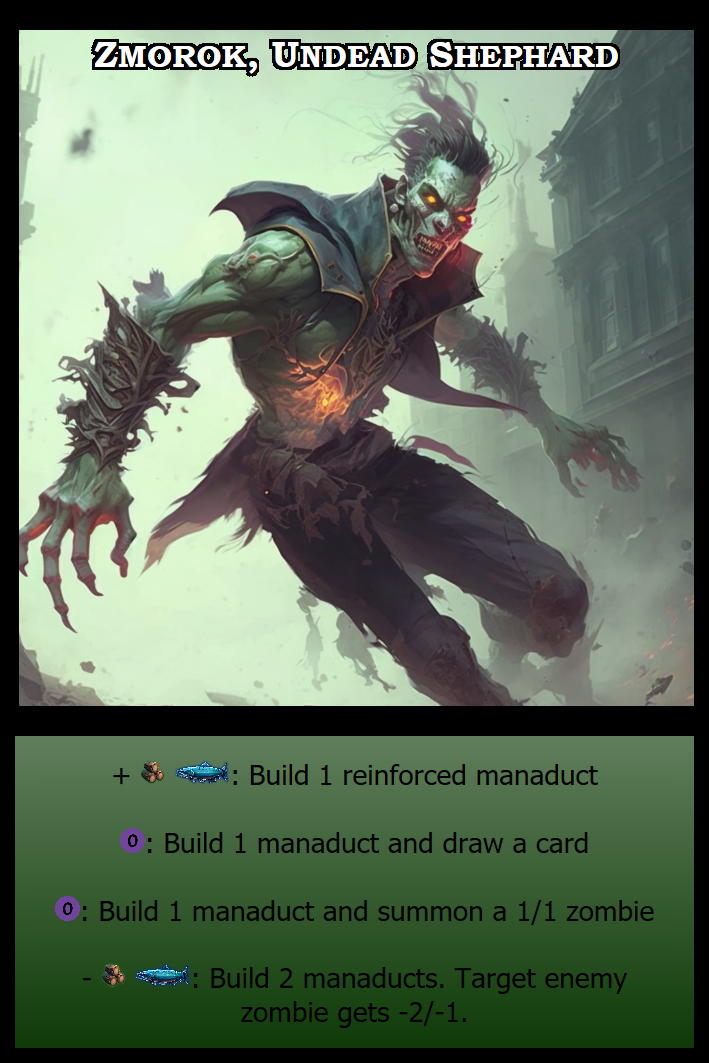 Zmorok, Undead Shephard
+ : Build 1 reinforced manaduct
0: Build 1 manaduct and draw a card
0: Build 1 manaduct and summon a 1/1 zombie
- : Build 2 manaducts. Target enemy
zombie gets -2/-1.